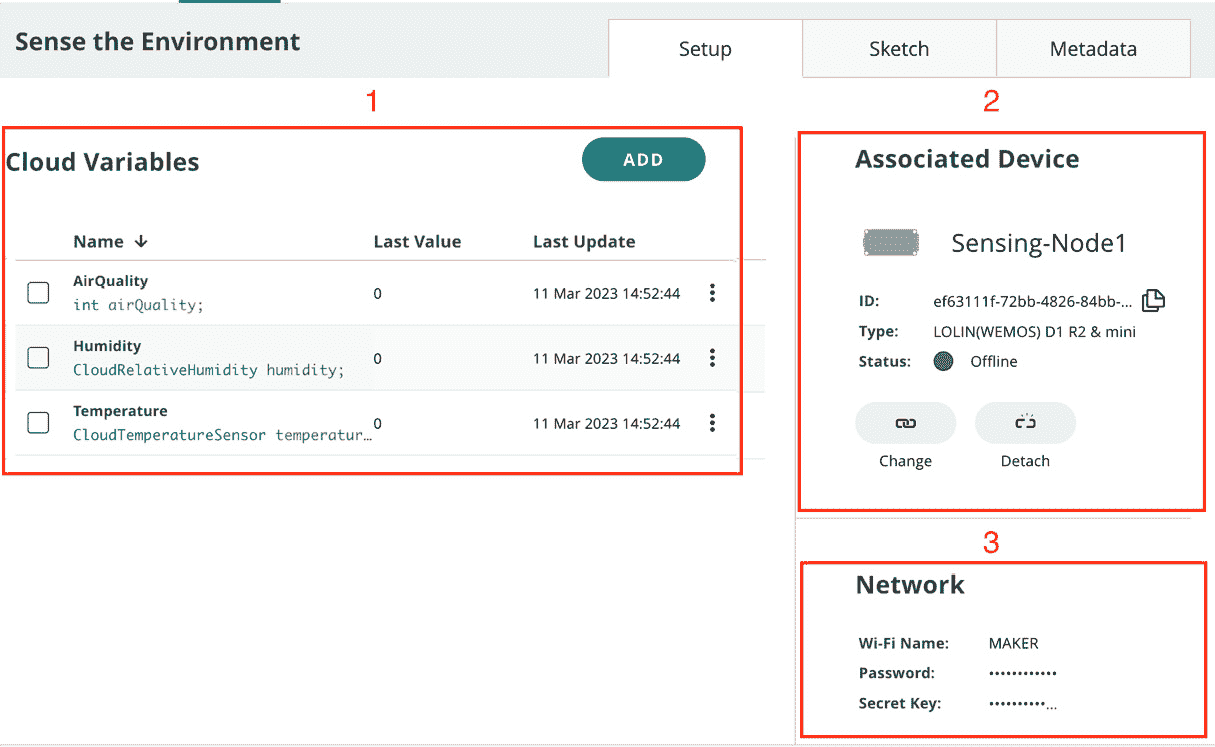 Sense the Environment
Setup
Sketch
Metadata
1
2
Cloud Variables
ADD
Name ↓ Last Value Last Update
AirQuality
int airQuality;
0
11 Mar 2023 14:52:44
Humidity
CloudRelativeHumidity humidity;
0
11 Mar 2023 14:52:44
Temperature
CloudTemperatureSensor temperatur…
0
11 Mar 2023 14:52:44
Associated Device
Sensing-Node1
ID: ef63111f-72bb-4826-84bb-...
Type: LOLIN(WEMOS) D1 R2 & mini
Status: Offline
Change
Detach
3
Network
Wi-Fi Name: MAKER
Password: ••••••••••••
Secret Key: ••••••••••...